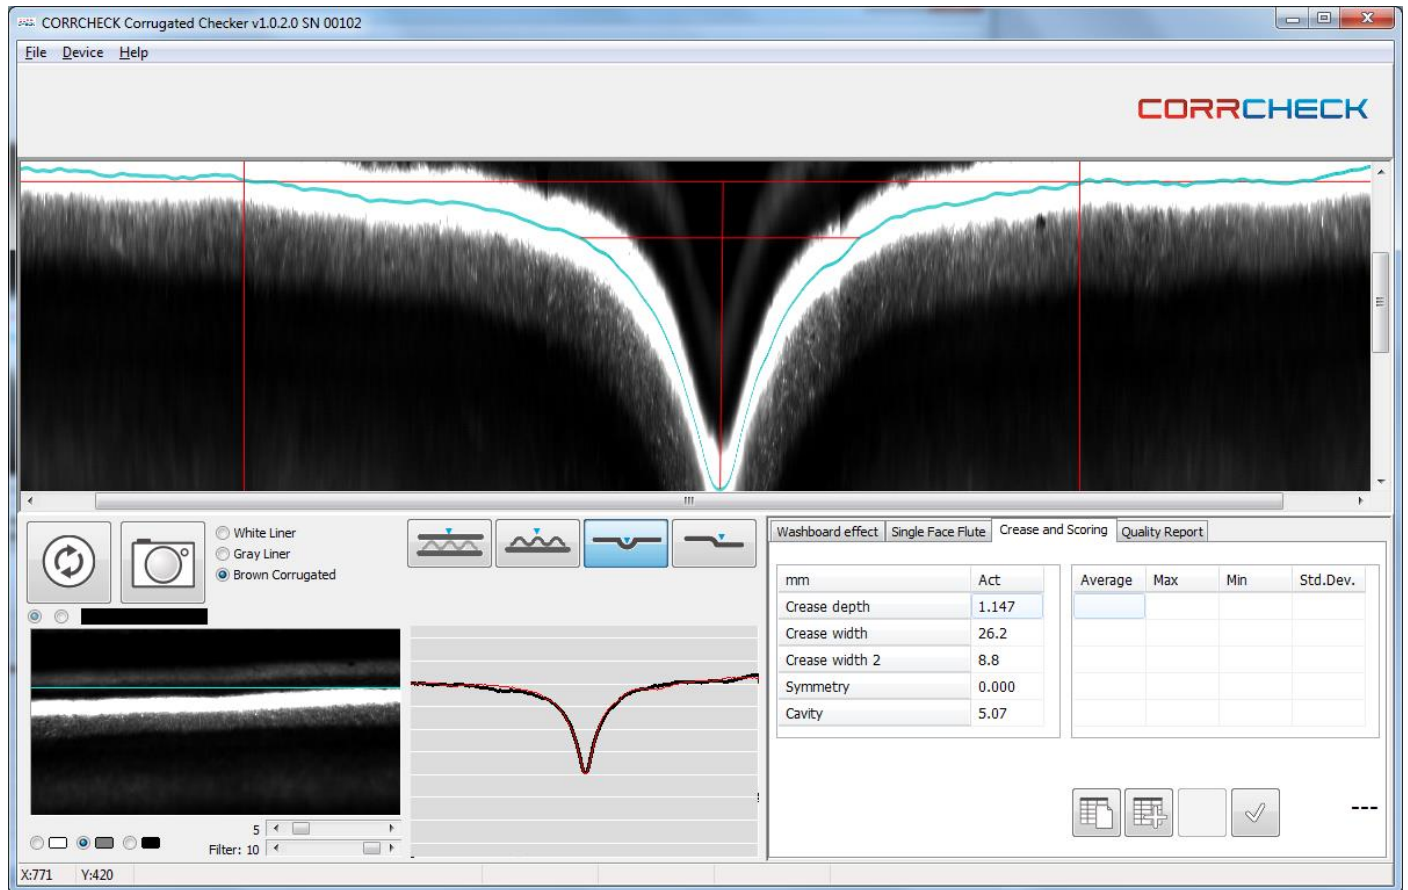 CORRCHECK Corrugated Checker v1.0.2.0 SN 00102
File Device Help
CORRCHECK
White Liner
Gray Liner
Brown Corrugated
5
Filter: 10
Washboard effect Single Face Flute Crease and Scoring Quality Report
mm Act
Crease depth 1.147
Crease width 26.2
Crease width 2 8.8
Symmetry 0.000
Cavity 5.07
Average Max Min Std.Dev.
---
X:771 Y:420